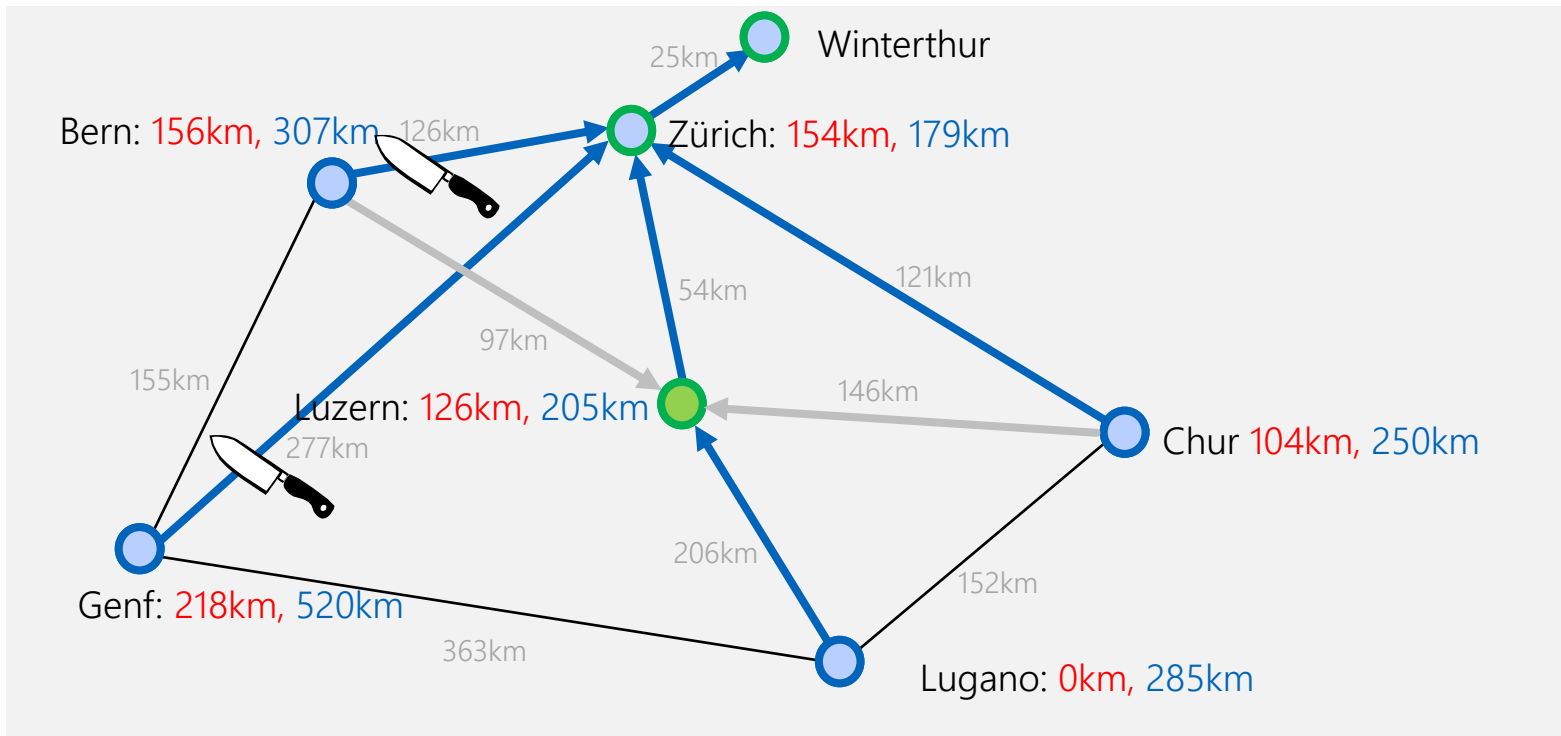 Winterthur
25km
Bern: 156km, 307km
126km
Zürich: 154km, 179km
121km
54km
97km
155km
146km
Luzern: 126km, 205km
277km
Chur 104km, 250km
206km
152km
Genf: 218km, 520km
363km
Lugano: 0km, 285km